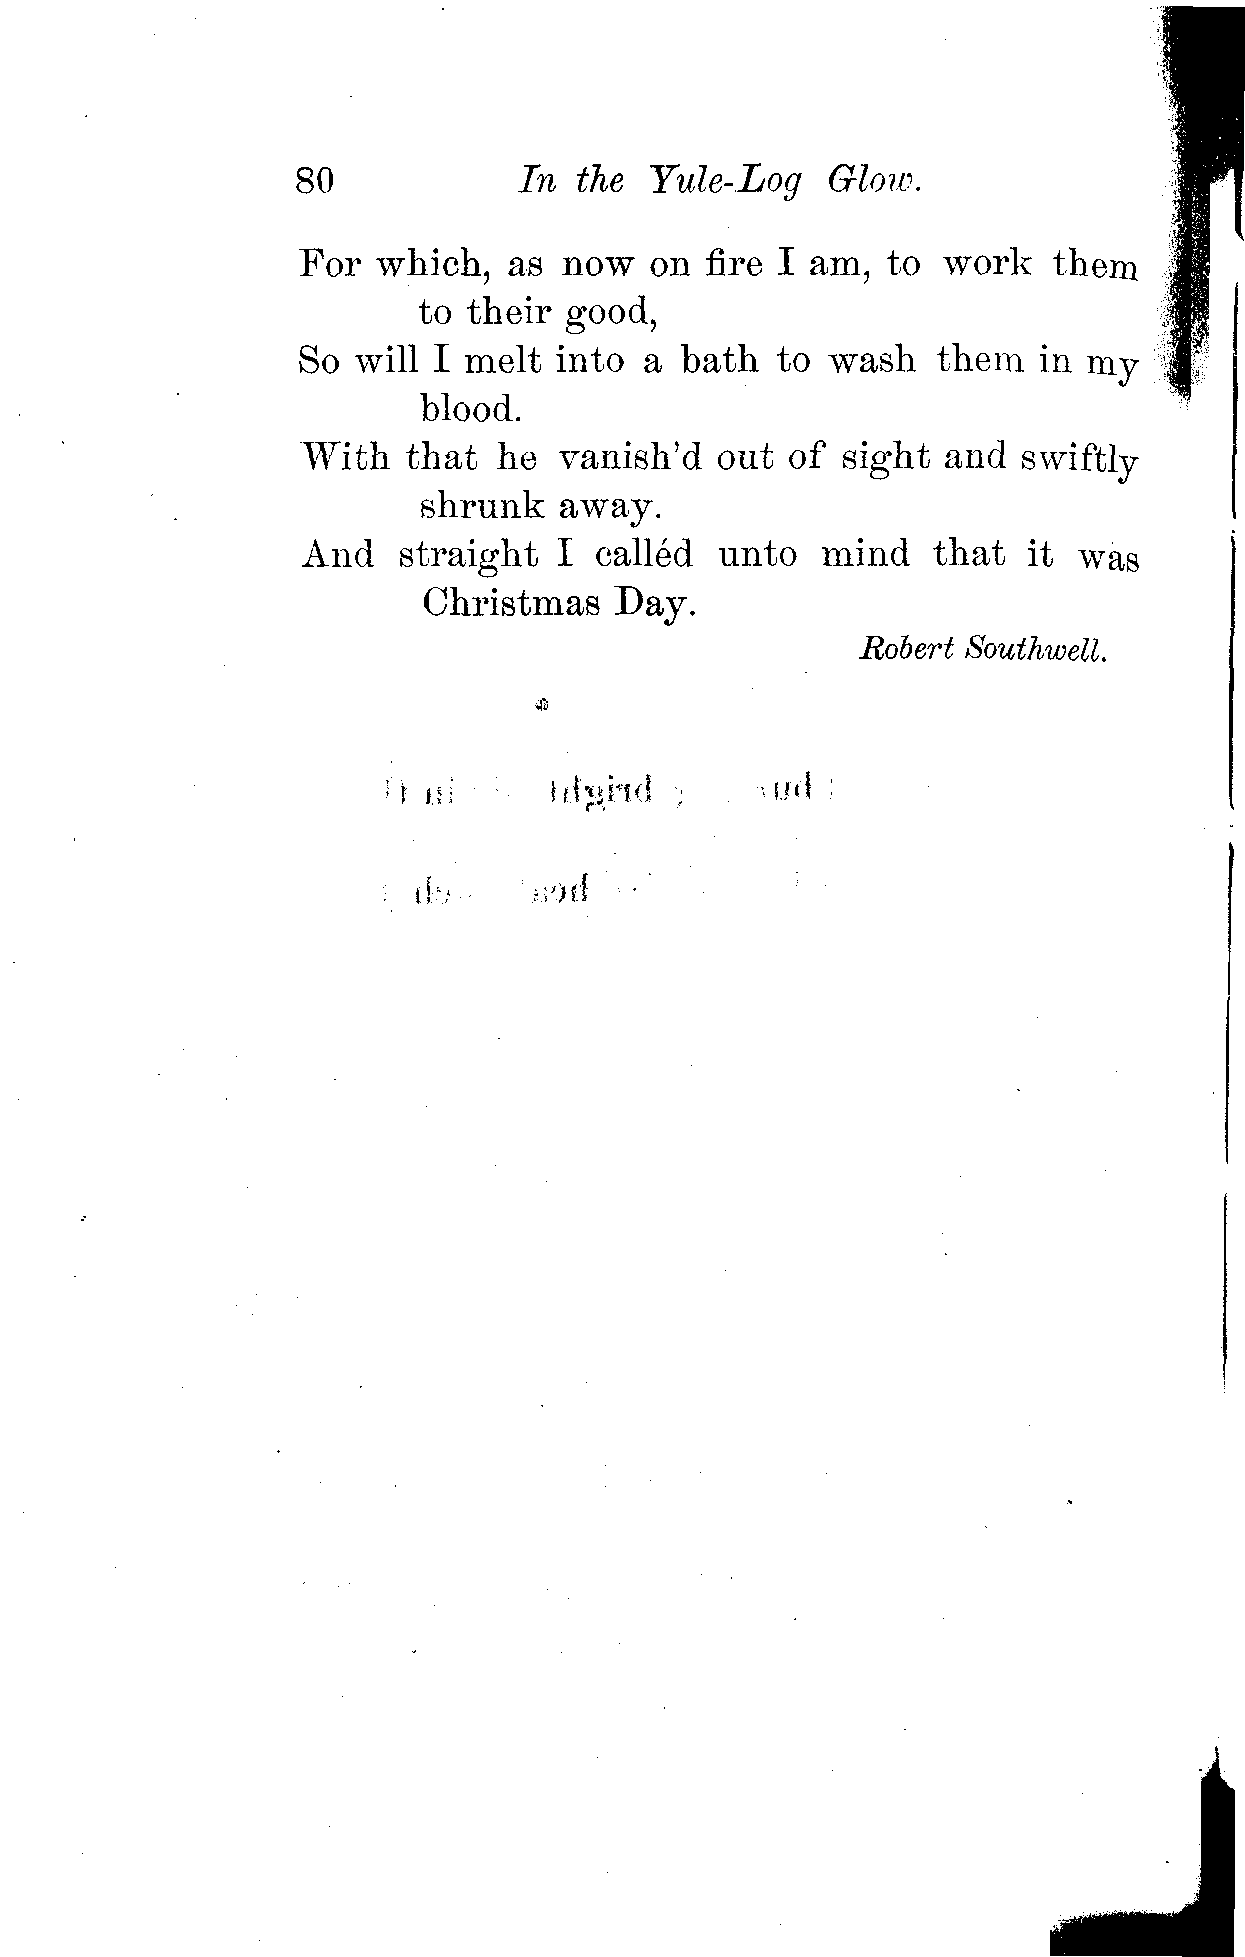 80 In the Yule-Log Glow.
For which, as now on fire I am, to work them
to their good,
So will I melt into a bath to wash them in my
blood.
With that he vanish'd out of sight and swiftly
shrunk away.
And straight I calléd unto mind that it was
Christmas Day.
Robert Southwell.